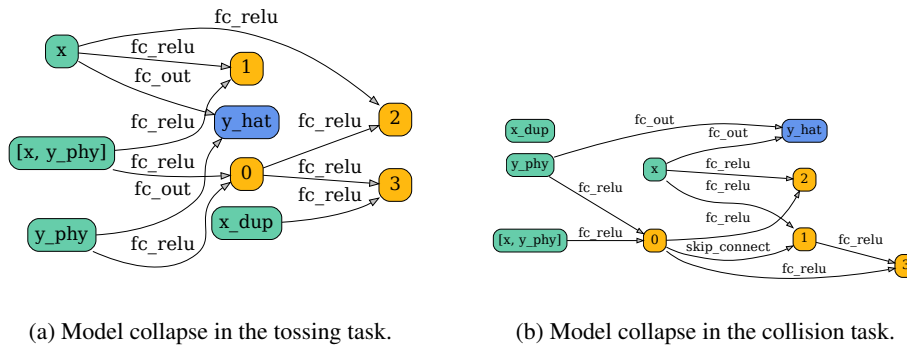 fc_relu
x
fc_relu
1
fc_out
fc_relu
y_hat
fc_relu
2
[x, y_phy]
fc_relu
0
fc_relu
3
fc_out
fc_relu
x_dup
y_phy
fc_relu
(a) Model collapse in the tossing task.
x_dup
fc_out
y_hat
fc_out
y_phy
x
fc_relu
2
fc_relu
fc_relu
fc_relu
[x, y_phy]
fc_relu
0
skip_connect
1
fc_relu
fc_relu
3
(b) Model collapse in the collision task.